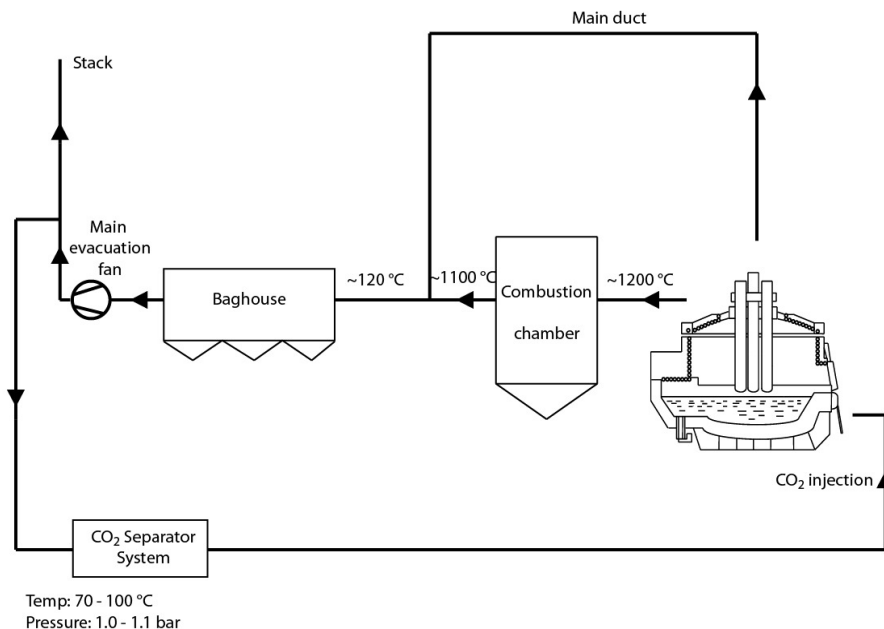 Main duct
Stack
Main
evacuation
fan
Baghouse
~120 °C
~1100 °C
Combustion
chamber
~1200 °C
CO₂ injection
CO₂ Separator
System
Temp: 70 - 100 °C
Pressure: 1.0 - 1.1 bar